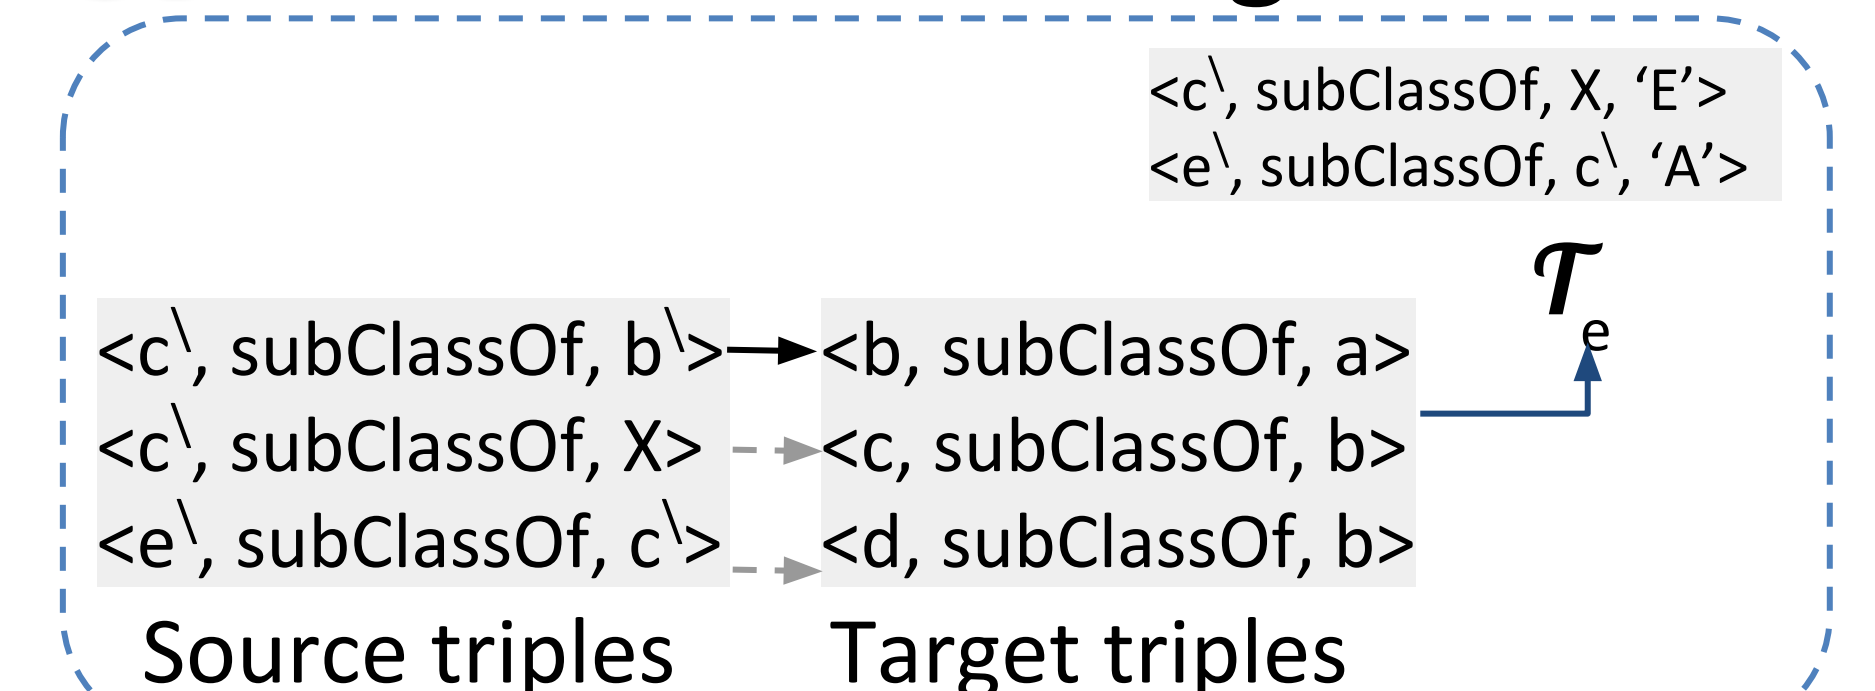 <c\, subClassOf, X, ‘E’>
<e\, subClassOf, c\, ‘A’>
𝒯e
<c\, subClassOf, b\> <b, subClassOf, a>
<c\, subClassOf, X> <c, subClassOf, b>
<e\, subClassOf, c\> <d, subClassOf, b>
Source triples Target triples